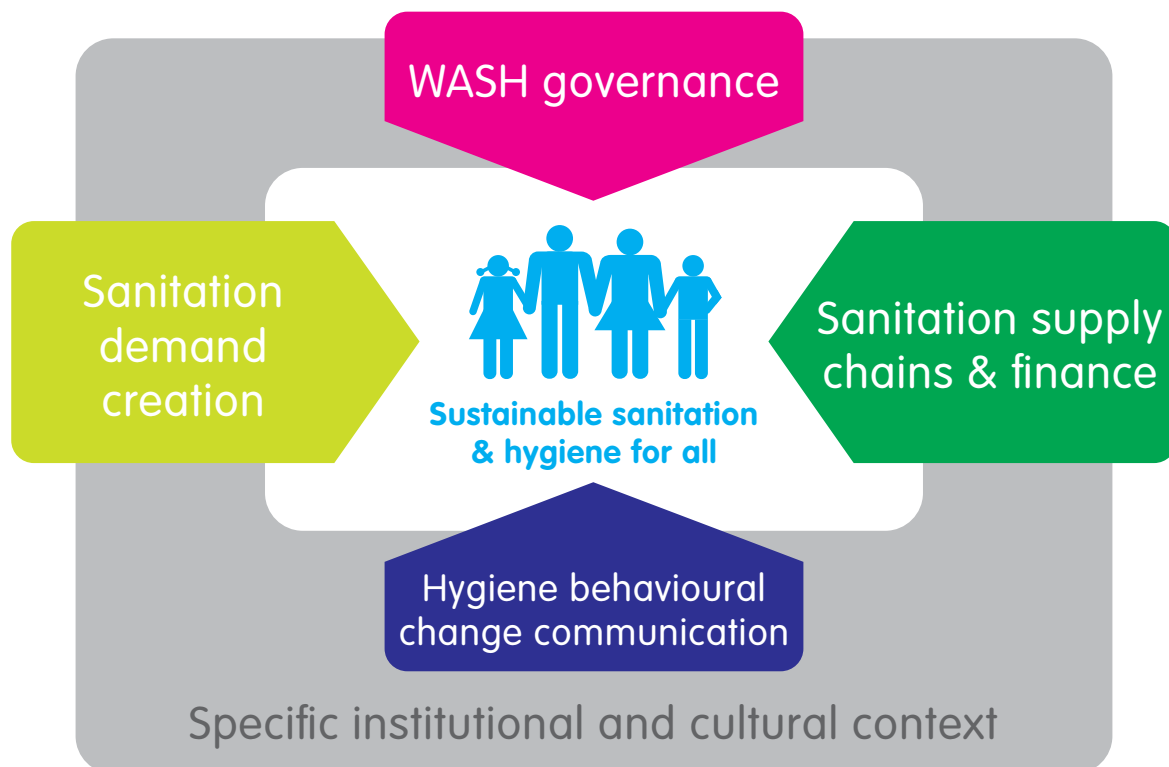 WASH governance
Sanitation
demand
creation
Sanitation supply
chains & finance
Sustainable sanitation
& hygiene for all
Hygiene behavioural
change communication
Specific institutional and cultural context